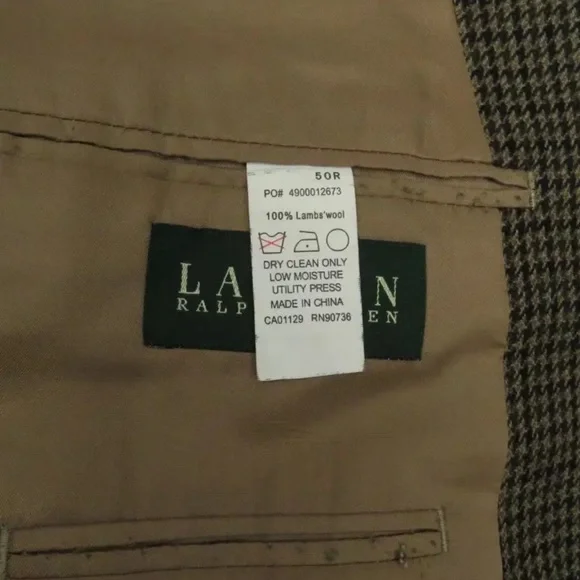 50R
PO# 4900012673
100% Lambs'wool
DRY CLEAN ONLY
LOW MOISTURE
UTILITY PRESS
MADE IN CHINA
CA01129 RN90736
LA N
RALP EN